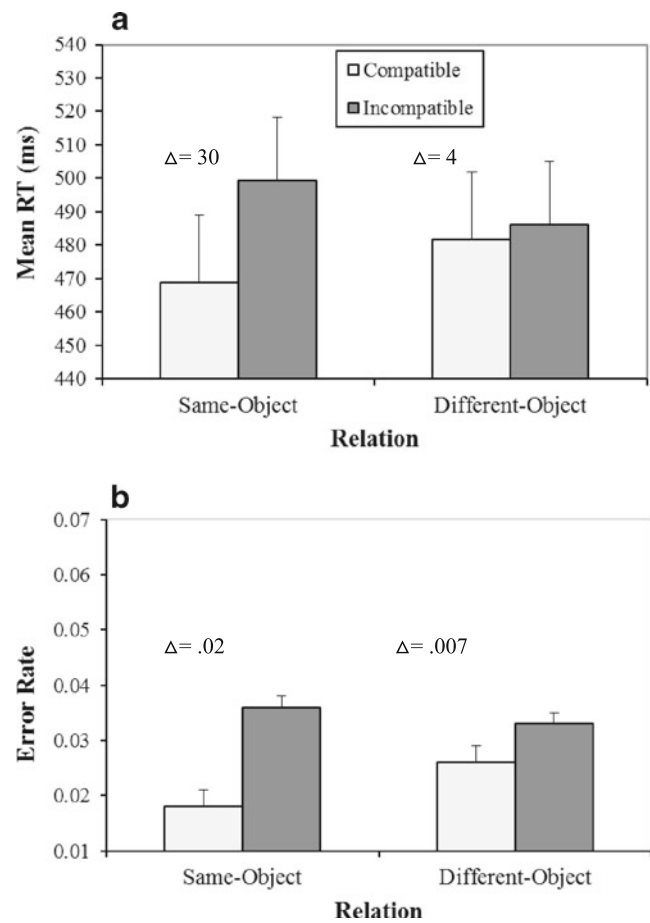 a
540
530
520
510
500
490
480
470
460
450
440
Mean RT (ms)
Compatible
Incompatible
△= 30
△= 4
Same-Object
Different-Object
Relation
b
0.07
0.06
0.05
0.04
0.03
0.02
0.01
Error Rate
△= .02
△= .007
Same-Object
Different-Object
Relation